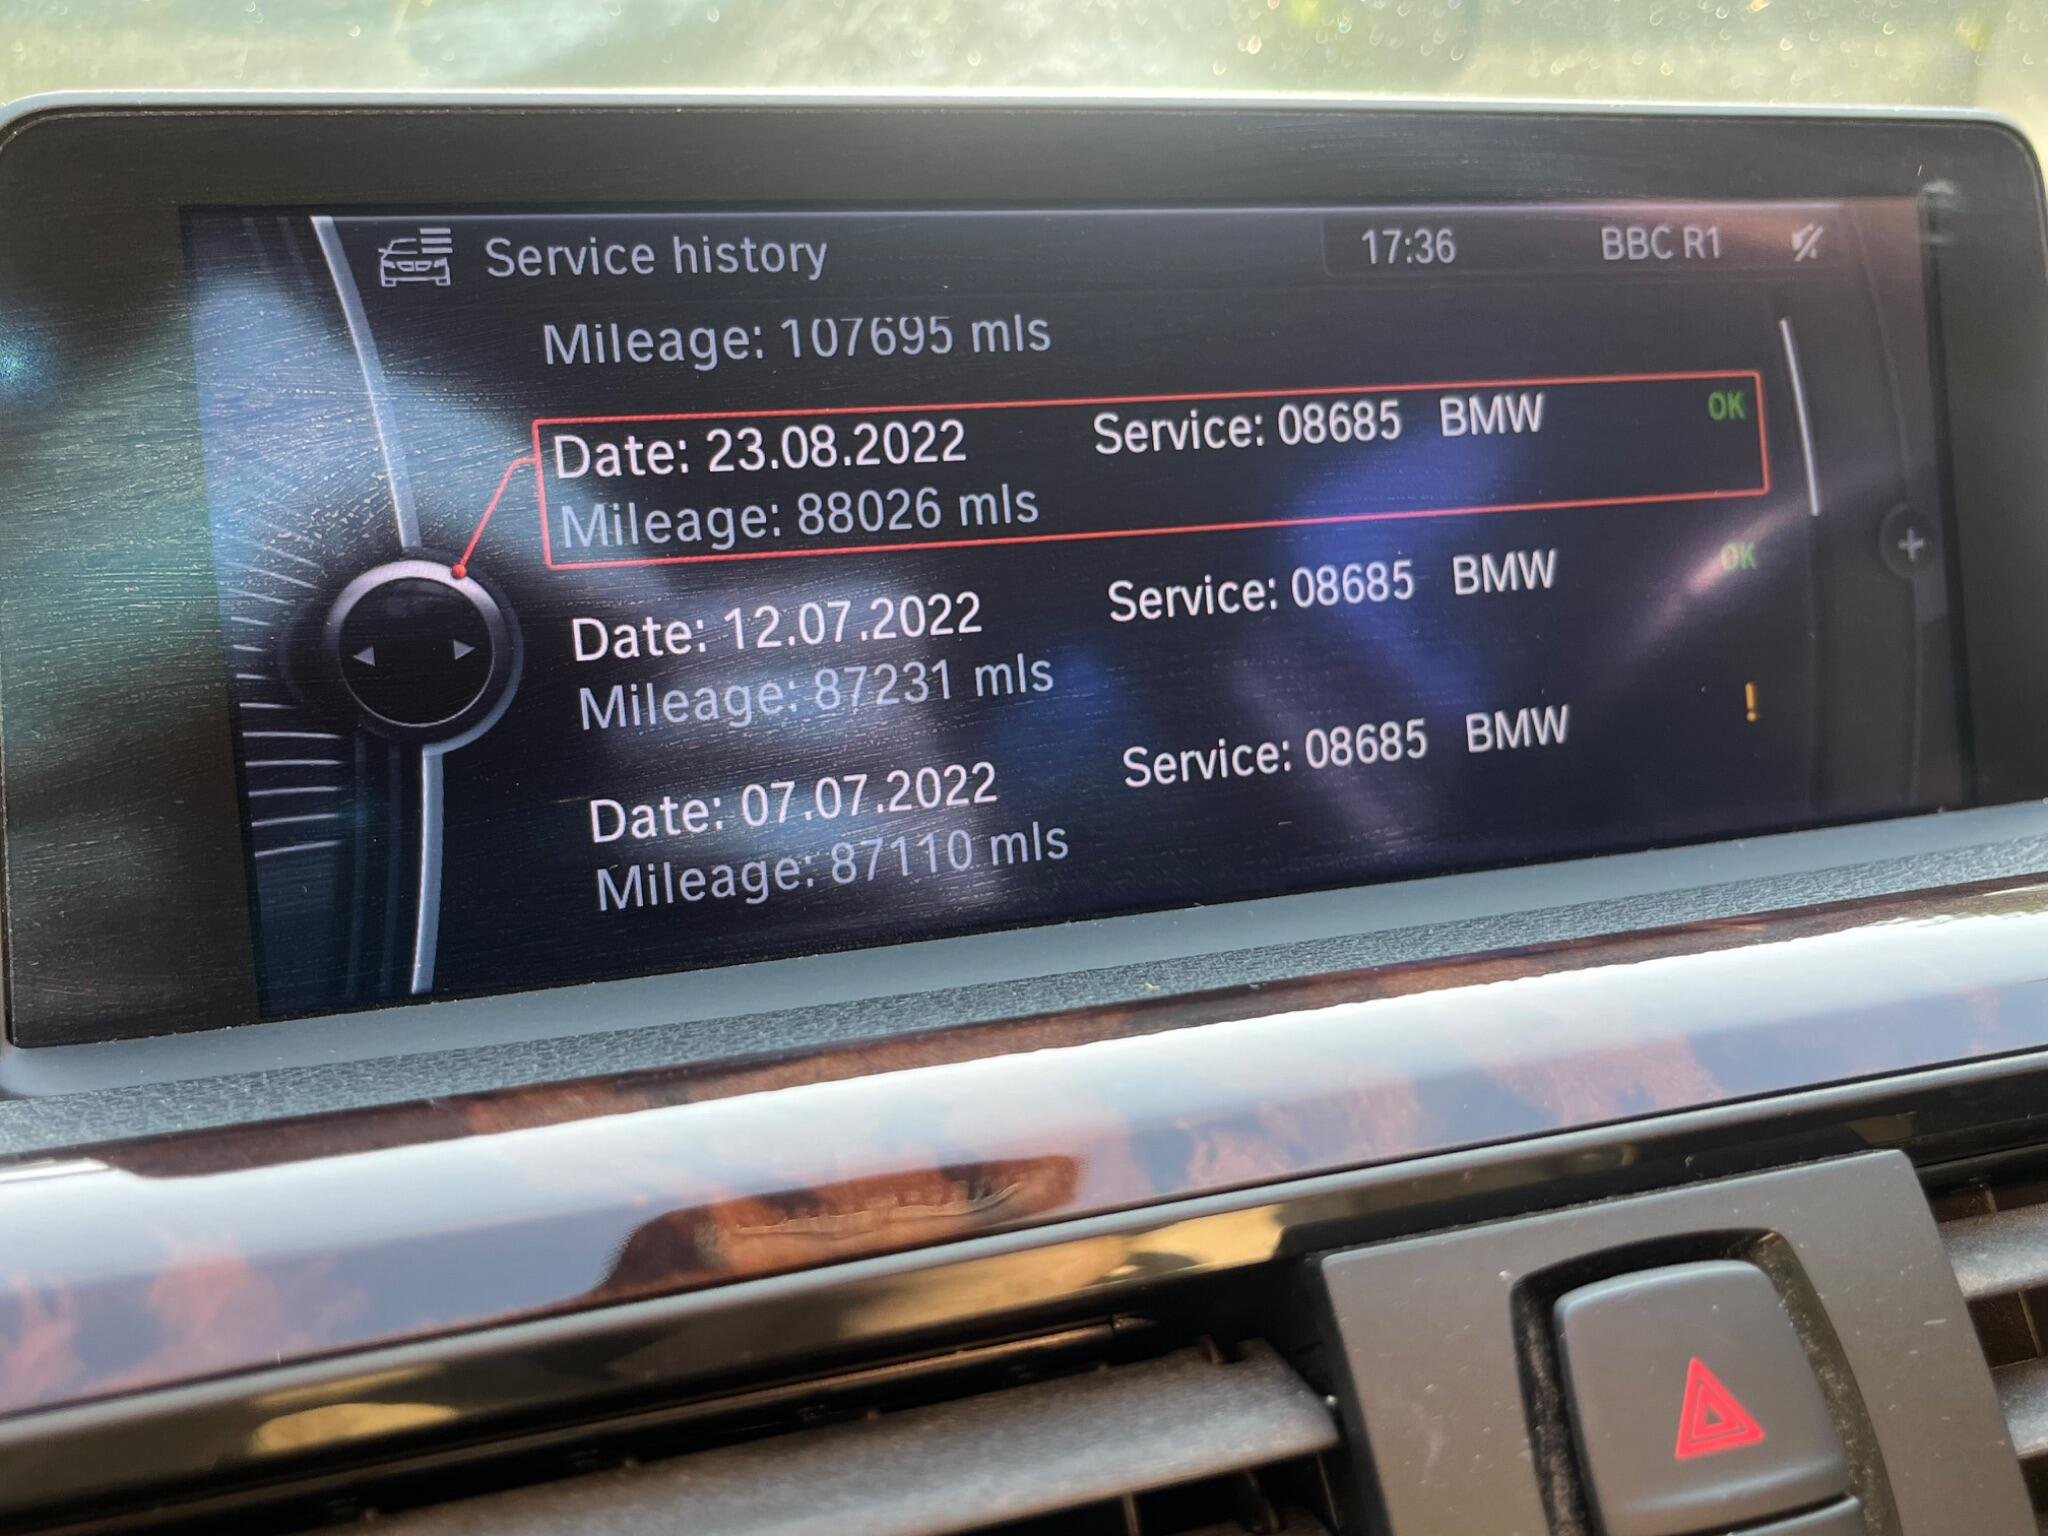 Service history 17:36 BBC R1
Mileage: 107695 mls
Date: 23.08.2022 Service: 08685 BMW OK
Mileage: 88026 mls
Date: 12.07.2022 Service: 08685 BMW OK
Mileage: 87231 mls
Date: 07.07.2022 Service: 08685 BMW !
Mileage: 87110 mls